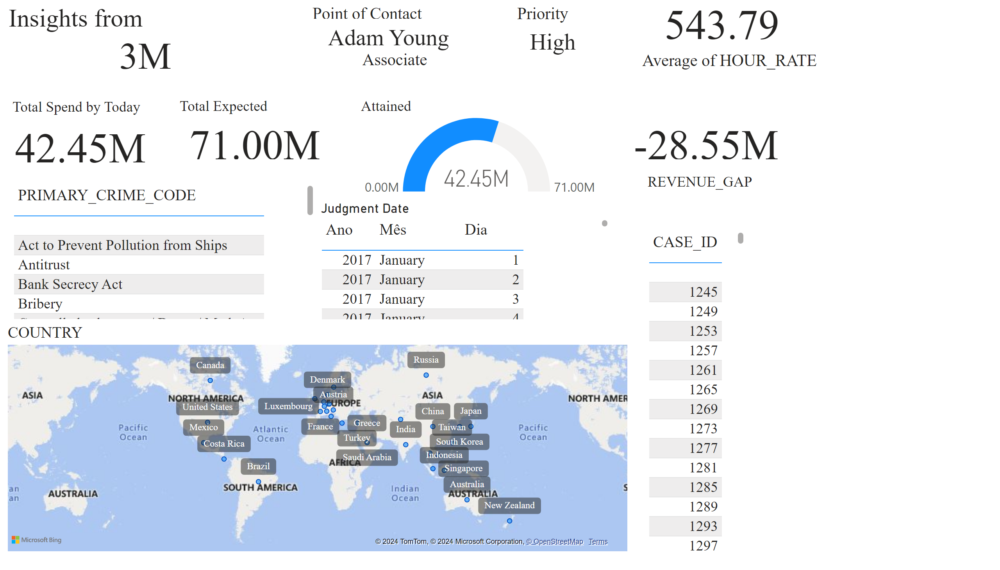 Insights from
3M
Point of Contact
Adam Young
Associate
Priority
High
543.79
Average of HOUR_RATE
Total Spend by Today
42.45M
Total Expected
71.00M
Attained
0.00M
42.45M
71.00M
-28.55M
REVENUE_GAP
PRIMARY_CRIME_CODE
Act to Prevent Pollution from Ships
Antitrust
Bank Secrecy Act
Bribery
Judgment Date
Ano Mês Dia
2017 January 1
2017 January 2
2017 January 3
2017 January 4
CASE_ID
1245
1249
1253
1257
1261
1265
1269
1273
1277
1281
1285
1289
1293
1297
COUNTRY
Canada
Russia
Denmark
Austria
ASIA
NORTH AMERICA
EUROPE
ASIA
NORTH AMER
United States
Luxembourg
China
Japan
Mexico
France
Greece
India
Taiwan
Pacific
Ocean
Atlantic
Ocean
Pacific
Ocean
Costa Rica
Turkey
South Korea
Saudi Arabia
AFRICA
Indonesia
Brazil
Singapore
SOUTH AMERICA
Australia
AUSTRALIA
an
an
AUSTRALIA
Indian
Ocean
S
New Zealand
Microsoft Bing
© 2024 TomTom, © 2024 Microsoft Corporation, © OpenStreetMap Terms